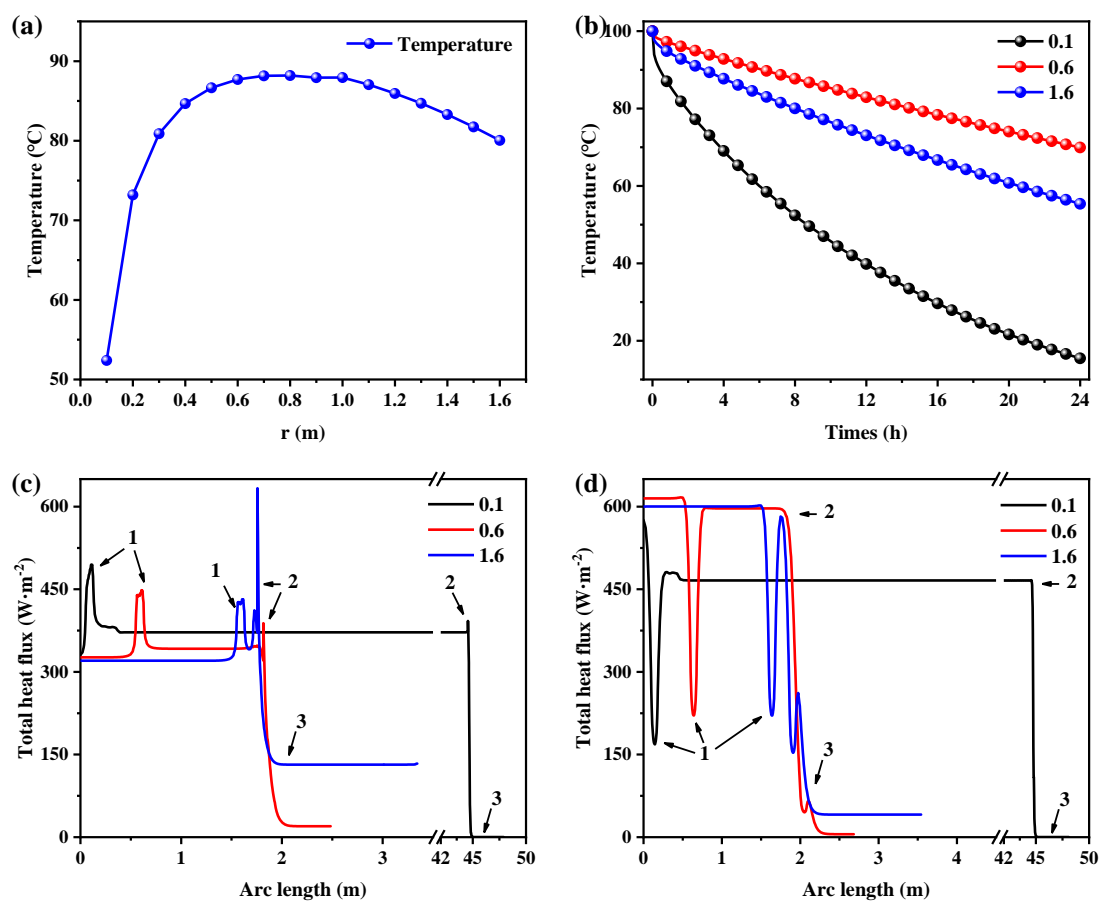 (a)
Temperature
90
80
70
60
50
Temperature (°C)
0.0 0.2 0.4 0.6 0.8 1.0 1.2 1.4 1.6
r (m)
(b)
0.1
0.6
1.6
100
80
60
40
20
Temperature (°C)
0 4 8 12 16 20 24
Times (h)
(c)
0.1
0.6
1.6
600
450
300
150
0
Total heat flux (W·m⁻²)
1
1
2
2
3
3
0 1 2 3 42 45 50
Arc length (m)
(d)
0.1
0.6
1.6
600
450
300
150
0
Total heat flux (W·m⁻²)
2
2
1
3
3
0 1 2 3 4 42 45 50
Arc length (m)